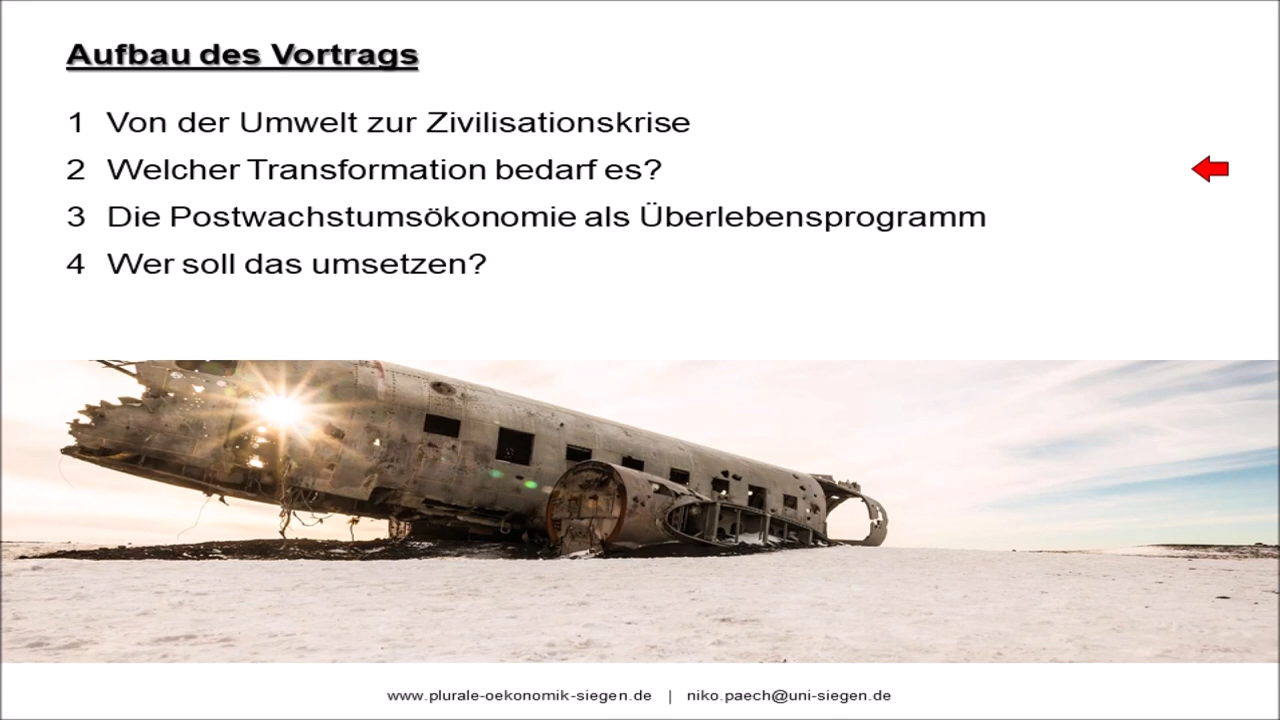 Aufbau des Vortrags
1 Von der Umwelt zur Zivilisationskrise
2 Welcher Transformation bedarf es?
3 Die Postwachstumsökonomie als Überlebensprogramm
4 Wer soll das umsetzen?
www.plurale-oekonomik-siegen.de | niko.paech@uni-siegen.de